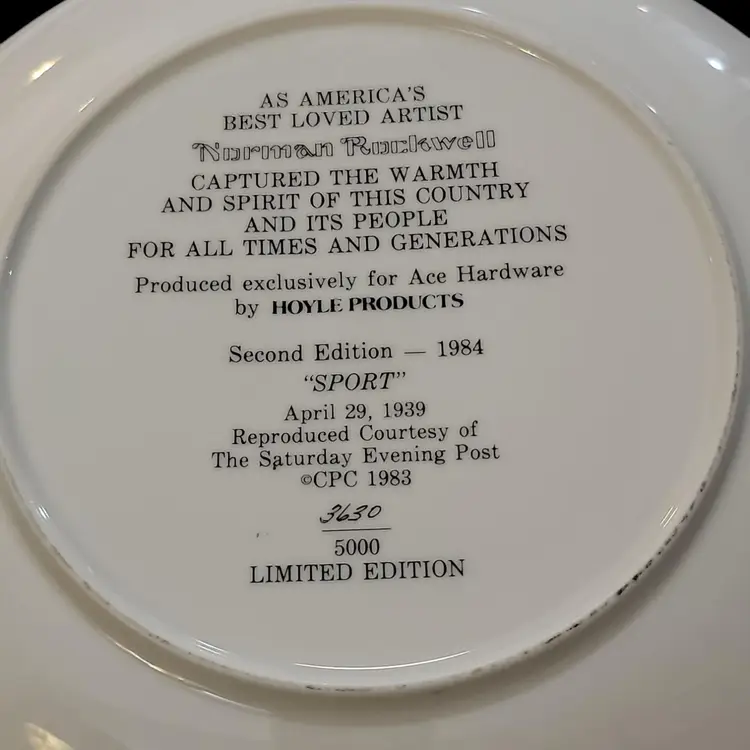 AS AMERICA'S
BEST LOVED ARTIST
Norman Rockwell
CAPTURED THE WARMTH
AND SPIRIT OF THIS COUNTRY
AND ITS PEOPLE
FOR ALL TIMES AND GENERATIONS
Produced exclusively for Ace Hardware
by HOYLE PRODUCTS
Second Edition — 1984
"SPORT"
April 29, 1939
Reproduced Courtesy of
The Saturday Evening Post
©CPC 1983
3630
5000
LIMITED EDITION